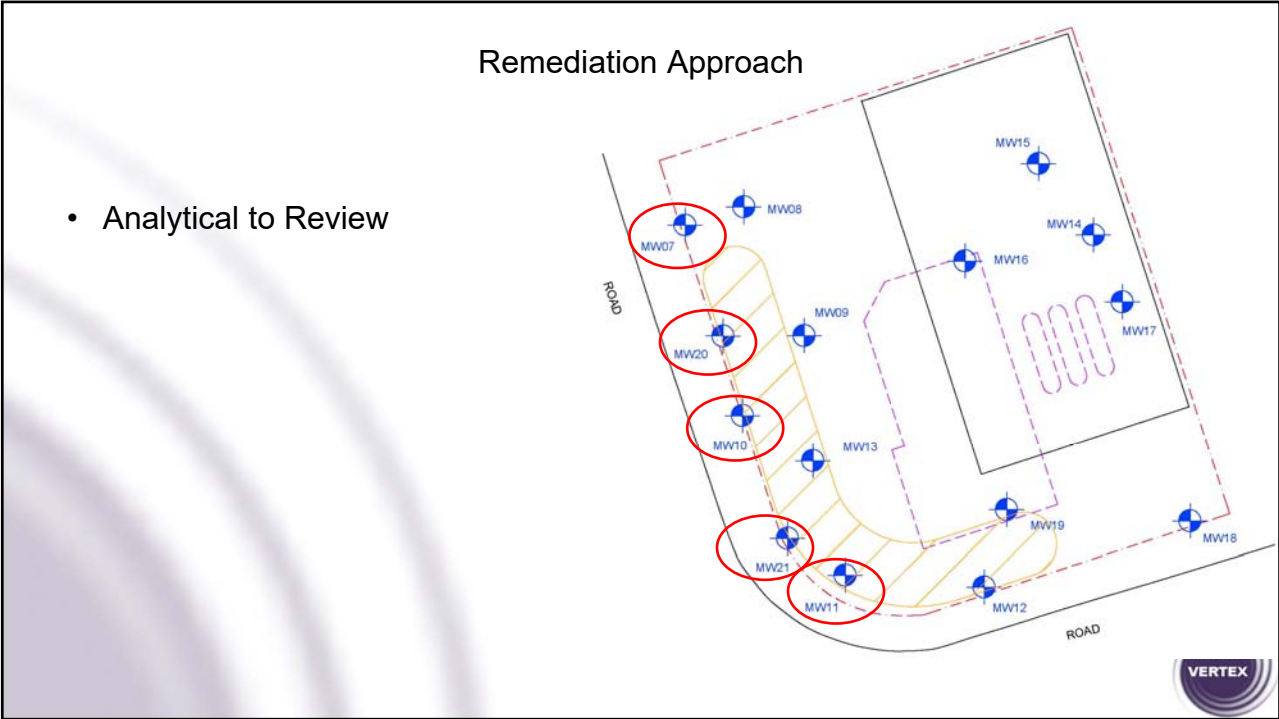 Remediation Approach
• Analytical to Review
MW15
MW08
MW14
MW07
MW16
ROAD
MW09
MW17
MW20
MW10
MW13
MW19
MW18
MW21
MW11
MW12
ROAD
VERTEX